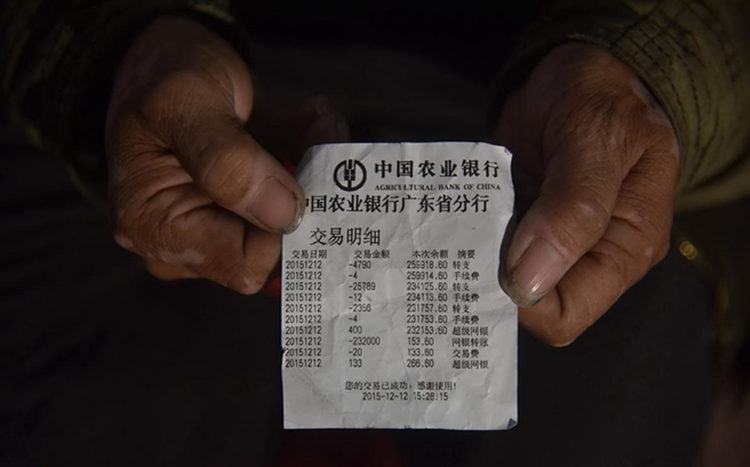 中国农业银行
AGRICULTURAL BANK OF CHINA
中国农业银行广东省分行
交易明细
交易日期 交易金额 本次余额 摘要
20151212 -4790 259918.60 转支
20151212 -4 259914.60 手续费
20151212 -25789 234125.60 转支
20151212 -12 234113.60 手续费
20151212 -2356 231757.60 转支
20151212 -4 231753.60 手续费
20151212 400 232153.60 超级网银
20151212 -232000 153.60 网银转账
20151212 -20 133.60 交易费
20151212 133 266.60 超级网银
您的交易已成功，感谢使用!
2015-12-12 15:26:15